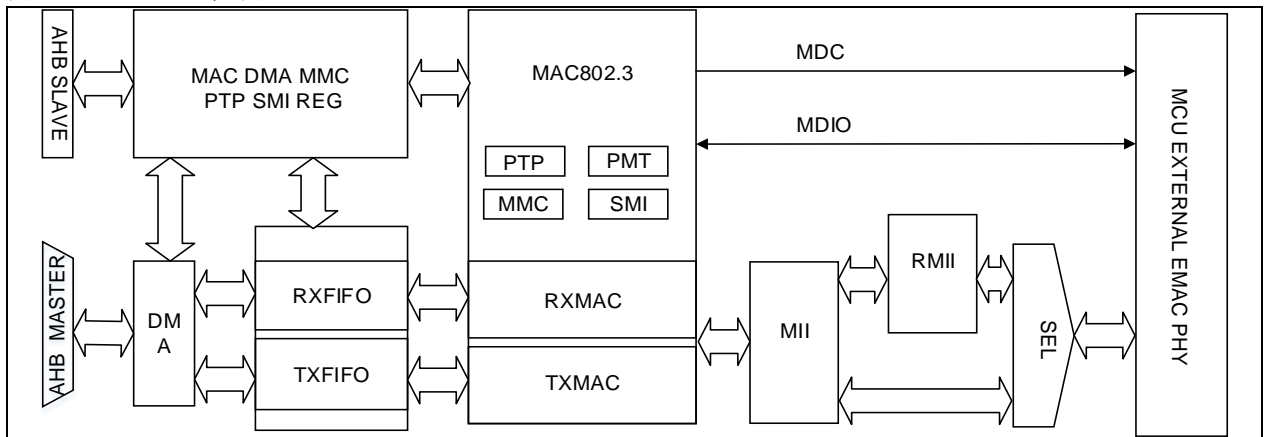 AHB SLAVE
MAC DMA MMC
PTP SMI REG
MAC802.3
PTP
PMT
MMC
SMI
MDC
MDIO
MCU EXTERNAL EMAC PHY
AHB MASTER
DM
A
RXFIFO
TXFIFO
RXMAC
TXMAC
MII
RMII
SEL